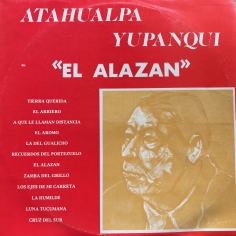 ATAHUALPA
YUPANQUI
«EL ALAZAN»
TIERRA QUERIDA
EL ARRIERO
A QUE LE LLAMAN DISTANCIA
EL AROMO
LA DEL GUALICHO
RECUERDOS DEL PORTEZUELO
EL ALAZAN
ZAMBA DEL GRILLO
LOS EJES DE MI CARRETA
LA HUMILDE
LUNA TUCUMANA
CRUZ DEL SUR